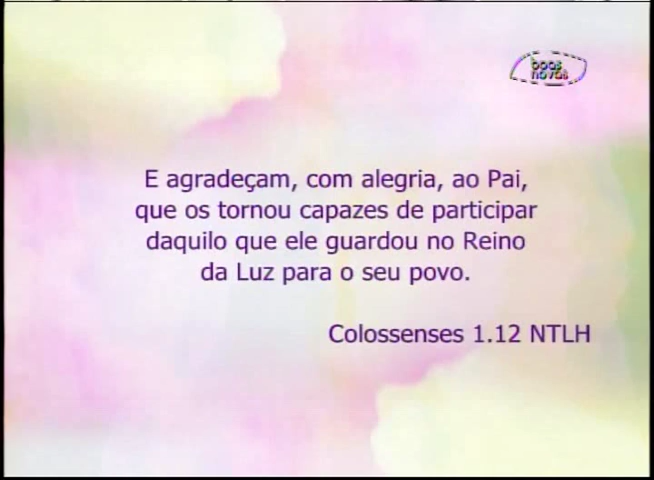 boas
novas
E agradeçam, com alegria, ao Pai,
que os tornou capazes de participar
daquilo que ele guardou no Reino
da Luz para o seu povo.
Colossenses 1.12 NTLH